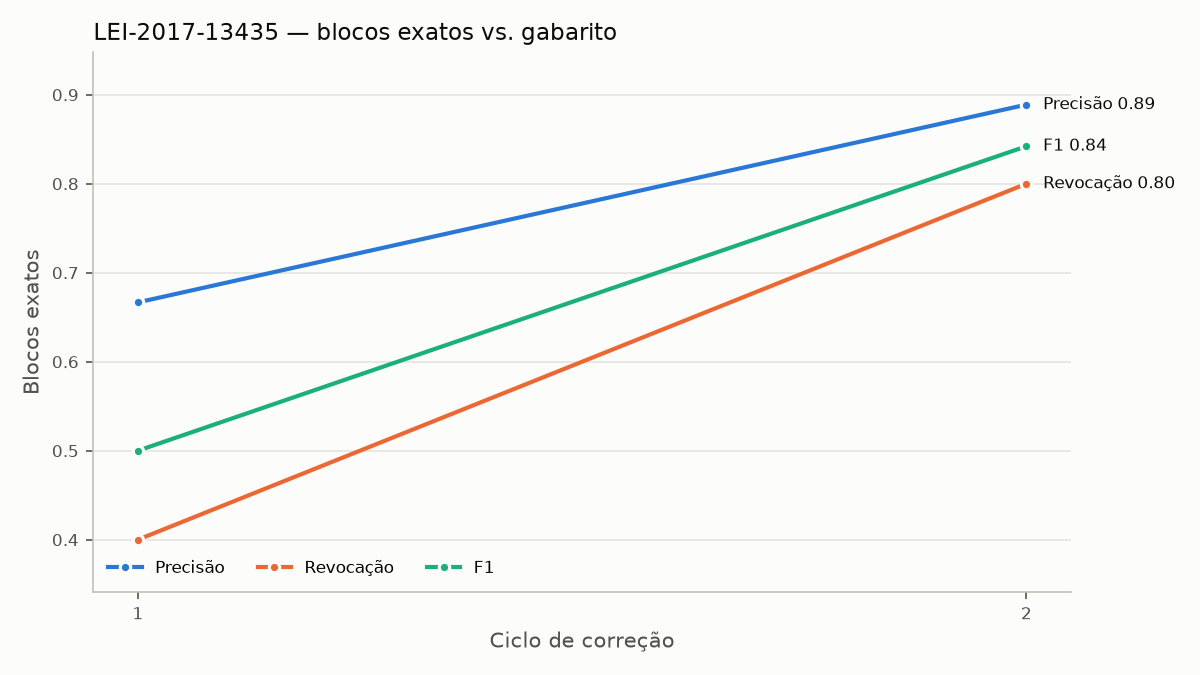 LEI-2017-13435 — blocos exatos vs. gabarito
Blocos exatos
0.9
0.8
0.7
0.6
0.5
0.4
Precisão 0.89
F1 0.84
Revocação 0.80
Precisão Revocação F1
1 2
Ciclo de correção